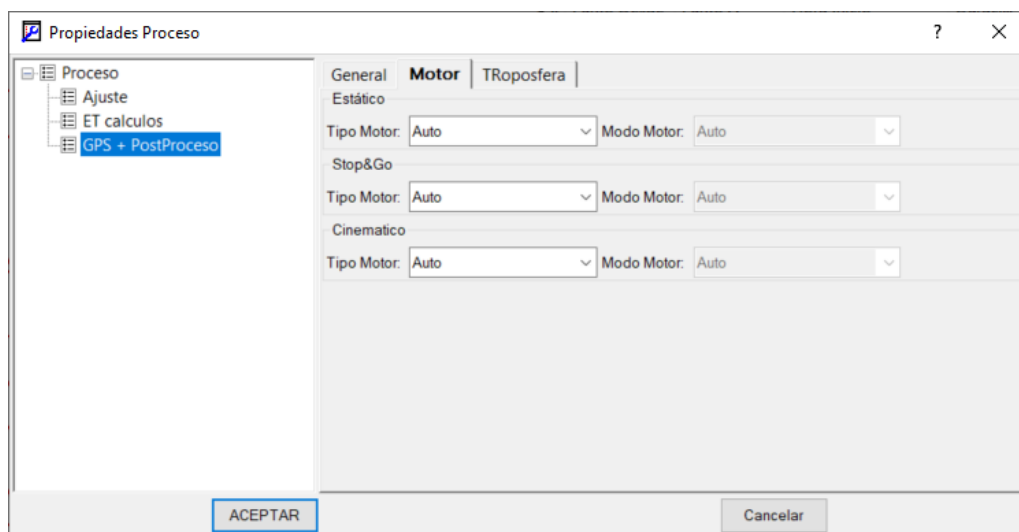 Propiedades Proceso
?
Proceso
Ajuste
ET calculos
GPS + PostProceso
General Motor TRoposfera
Estático
Tipo Motor: Auto Modo Motor: Auto
Stop&Go
Tipo Motor: Auto Modo Motor: Auto
Cinematico
Tipo Motor: Auto Modo Motor: Auto
ACEPTAR Cancelar